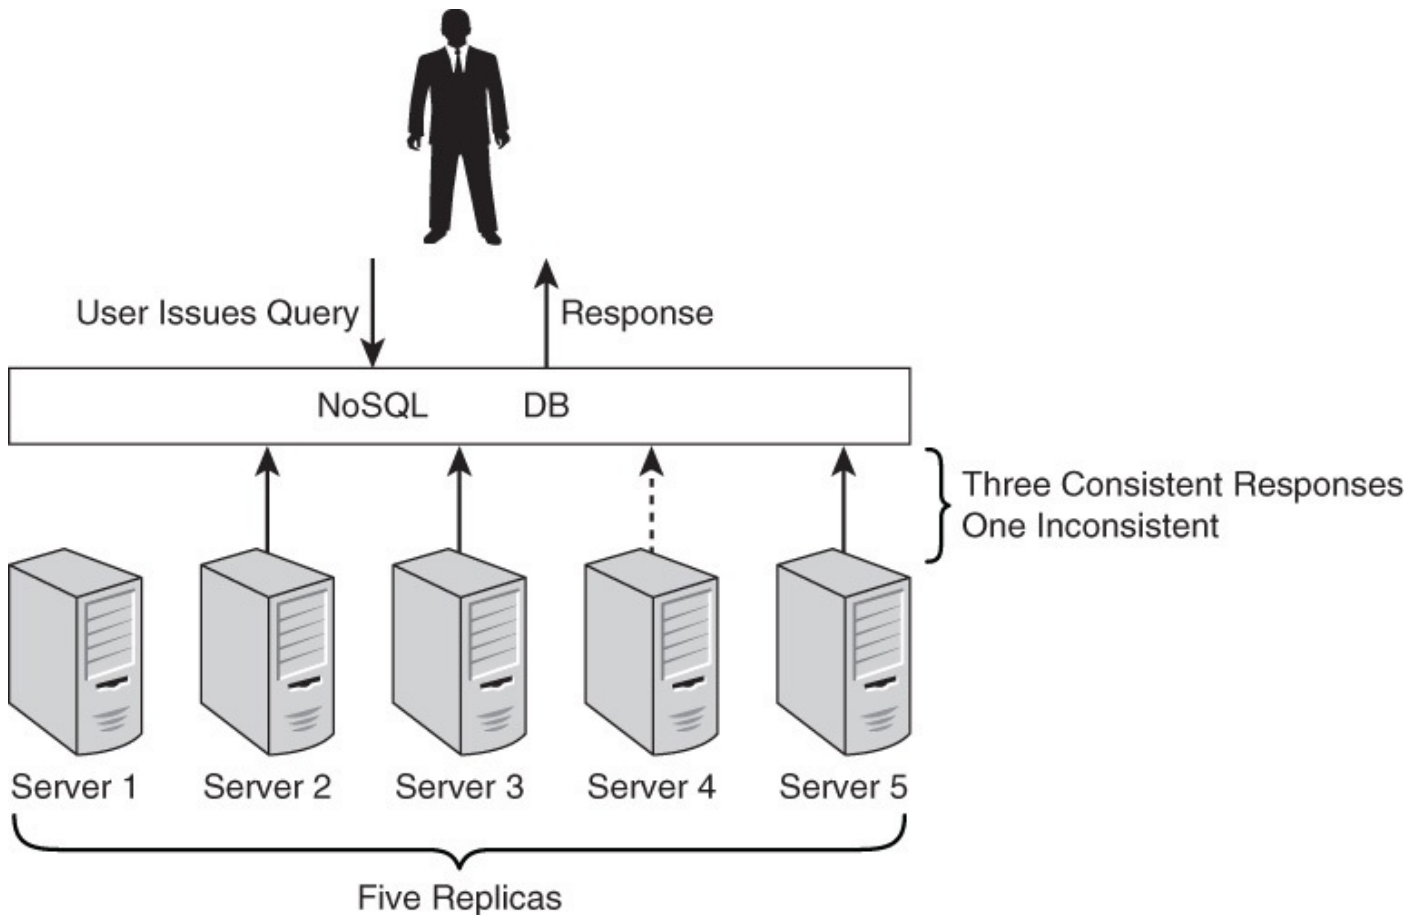 User Issues Query
Response
NoSQL DB
Three Consistent Responses
One Inconsistent
Server 1
Server 2
Server 3
Server 4
Server 5
Five Replicas